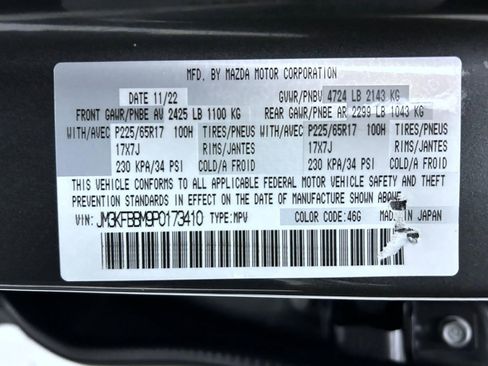 MFD. BY MAZDA MOTOR CORPORATION
DATE 11/22 GVWR/PNBV 4724 LB 2143 KG
FRONT GAWR/PNBE AV 2425 LB 1100 KG REAR GAWR/PNBE AR 2299 LB 1043 KG
WITH/AVEC P225/65R17 100H TIRES/PNEUS WITH/AVEC P225/65R17 100H TIRES/PNEUS
17X7J RIMS/JANTES 17X7J RIMS/JANTES
230 KPA/34 PSI COLD/A FROID 230 KPA/34 PSI COLD/A FROID
THIS VEHICLE CONFORMS TO ALL APPLICABLE FEDERAL MOTOR VEHICLE SAFETY AND THEFT
PREVENTION STANDARDS IN EFFECT ON THE DATE OF MANUFACTURE SHOWN ABOVE.
VIN: JM3KFBBM9P0173410 TYPE: MPV COLOR CODE: 46G MADE IN JAPAN